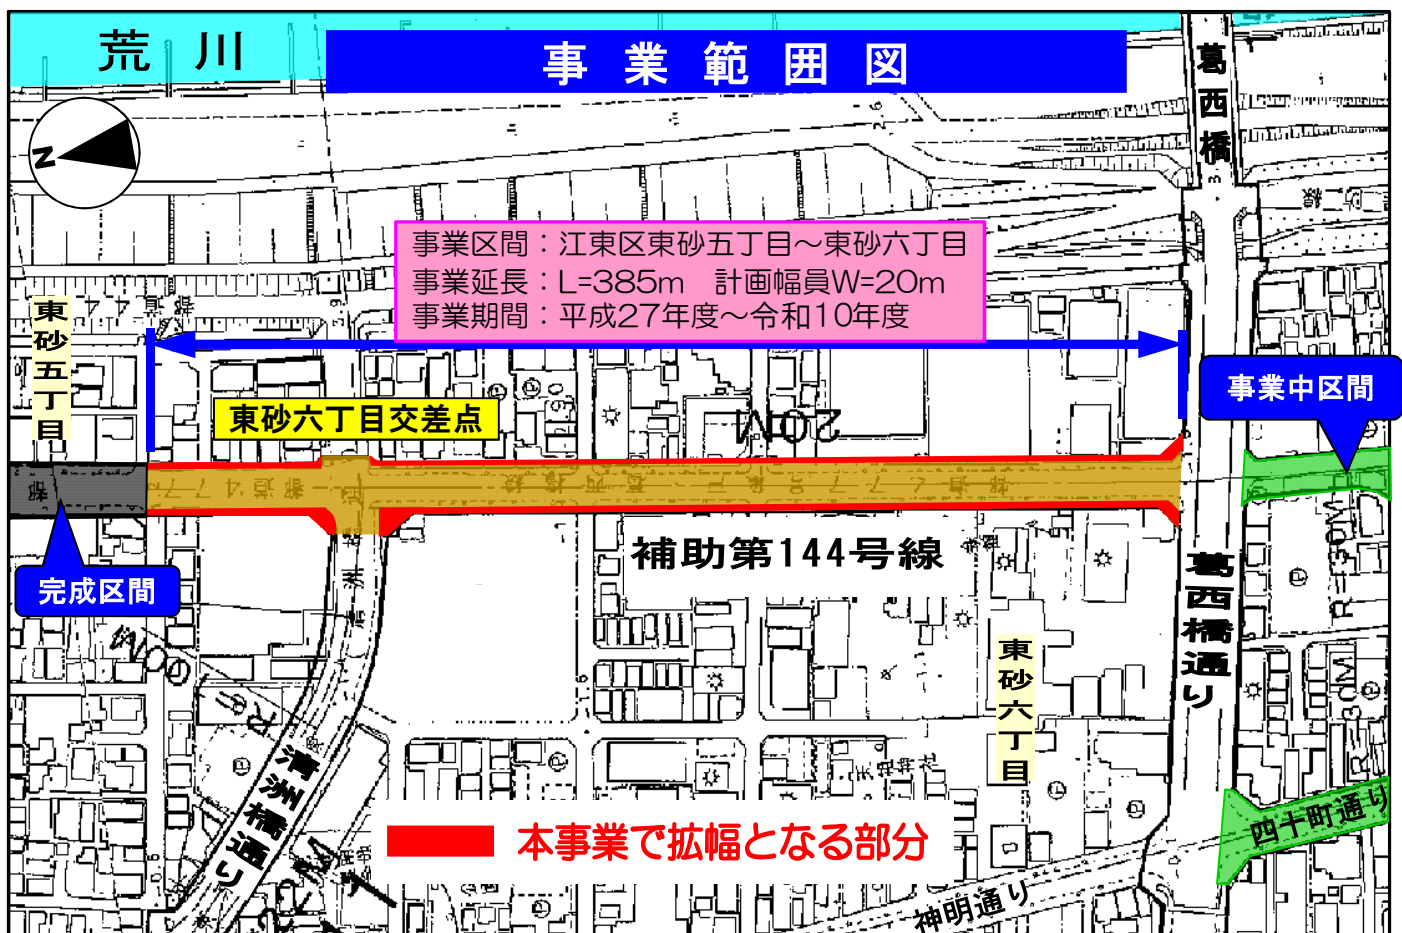 荒川
事業範囲図
葛西橋
N
事業区間：江東区東砂五丁目～東砂六丁目
事業延長：L=385m 計画幅員W=20m
事業期間：平成27年度～令和10年度
東砂五丁目
事業中区間
東砂六丁目交差点
20M
補助第144号線
完成区間
葛西橋通り
東砂六丁目
清洲橋通り
本事業で拡幅となる部分
四十町通り
神明通り